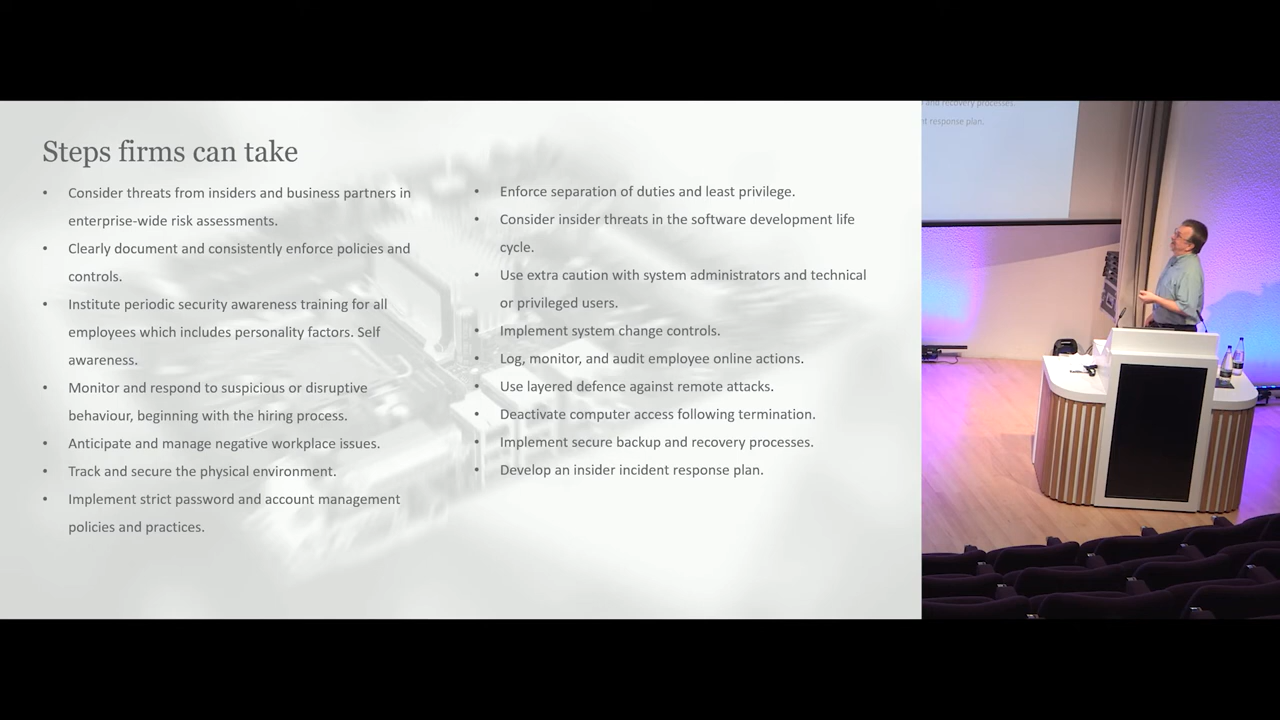 Steps firms can take
• Consider threats from insiders and business partners in
enterprise-wide risk assessments.
• Clearly document and consistently enforce policies and
controls.
• Institute periodic security awareness training for all
employees which includes personality factors. Self
awareness.
• Monitor and respond to suspicious or disruptive
behaviour, beginning with the hiring process.
• Anticipate and manage negative workplace issues.
• Track and secure the physical environment.
• Implement strict password and account management
policies and practices.
• Enforce separation of duties and least privilege.
• Consider insider threats in the software development life
cycle.
• Use extra caution with system administrators and technical
or privileged users.
• Implement system change controls.
• Log, monitor, and audit employee online actions.
• Use layered defence against remote attacks.
• Deactivate computer access following termination.
• Implement secure backup and recovery processes.
• Develop an insider incident response plan.
and recovery processes.
response plan.